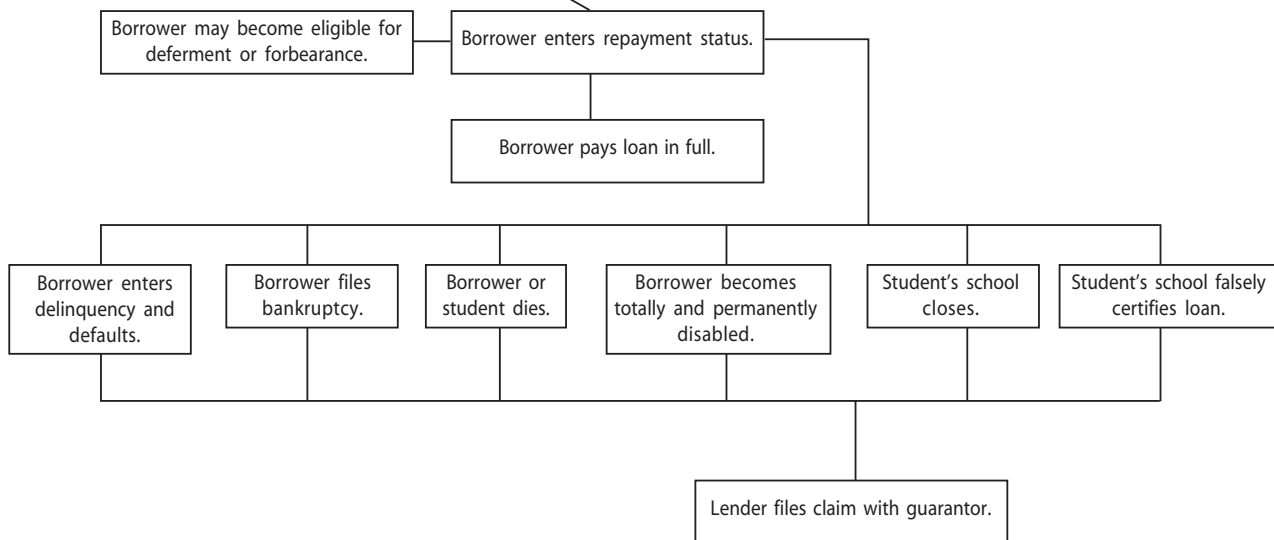 Borrower may become eligible for
deferment or forbearance.
Borrower enters repayment status.
Borrower pays loan in full.
Borrower enters
delinquency and
defaults.
Borrower files
bankruptcy.
Borrower or
student dies.
Borrower becomes
totally and permanently
disabled.
Student’s school
closes.
Student’s school falsely
certifies loan.
Lender files claim with guarantor.